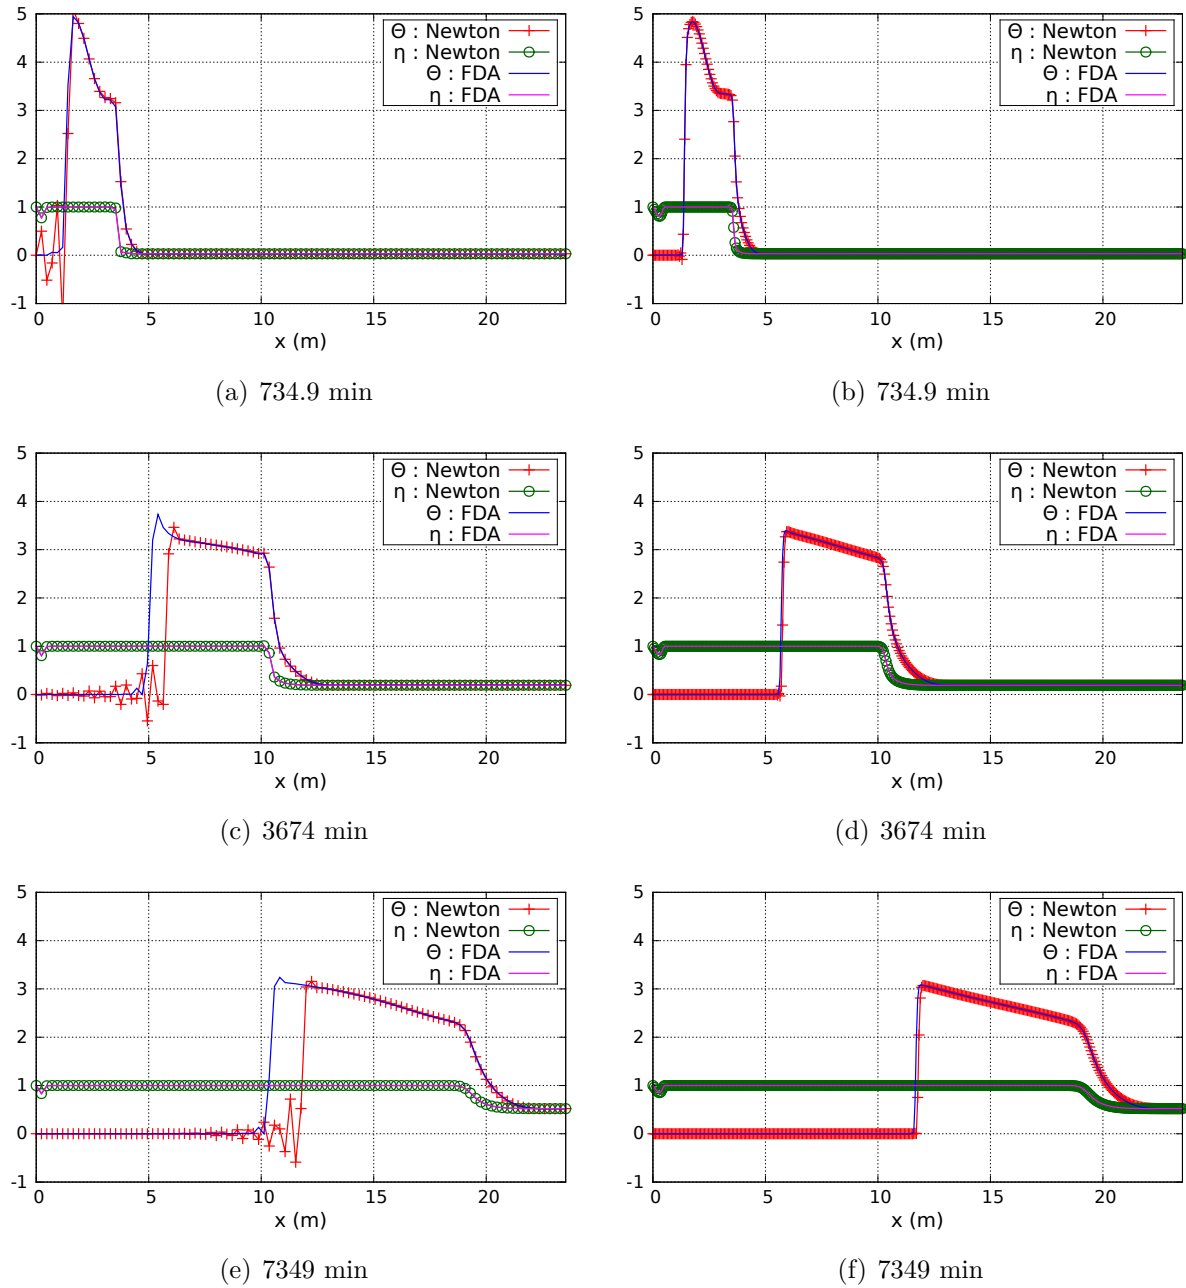 5
4
3
2
1
0
-1
0
5
10
15
20
x (m)
Θ : Newton
η : Newton
Θ : FDA
η : FDA
(a) 734.9 min
5
4
3
2
1
0
-1
0
5
10
15
20
x (m)
Θ : Newton
η : Newton
Θ : FDA
η : FDA
(b) 734.9 min
5
4
3
2
1
0
-1
0
5
10
15
20
x (m)
Θ : Newton
η : Newton
Θ : FDA
η : FDA
(c) 3674 min
5
4
3
2
1
0
-1
0
5
10
15
20
x (m)
Θ : Newton
η : Newton
Θ : FDA
η : FDA
(d) 3674 min
5
4
3
2
1
0
-1
0
5
10
15
20
x (m)
Θ : Newton
η : Newton
Θ : FDA
η : FDA
(e) 7349 min
5
4
3
2
1
0
-1
0
5
10
15
20
x (m)
Θ : Newton
η : Newton
Θ : FDA
η : FDA
(f) 7349 min